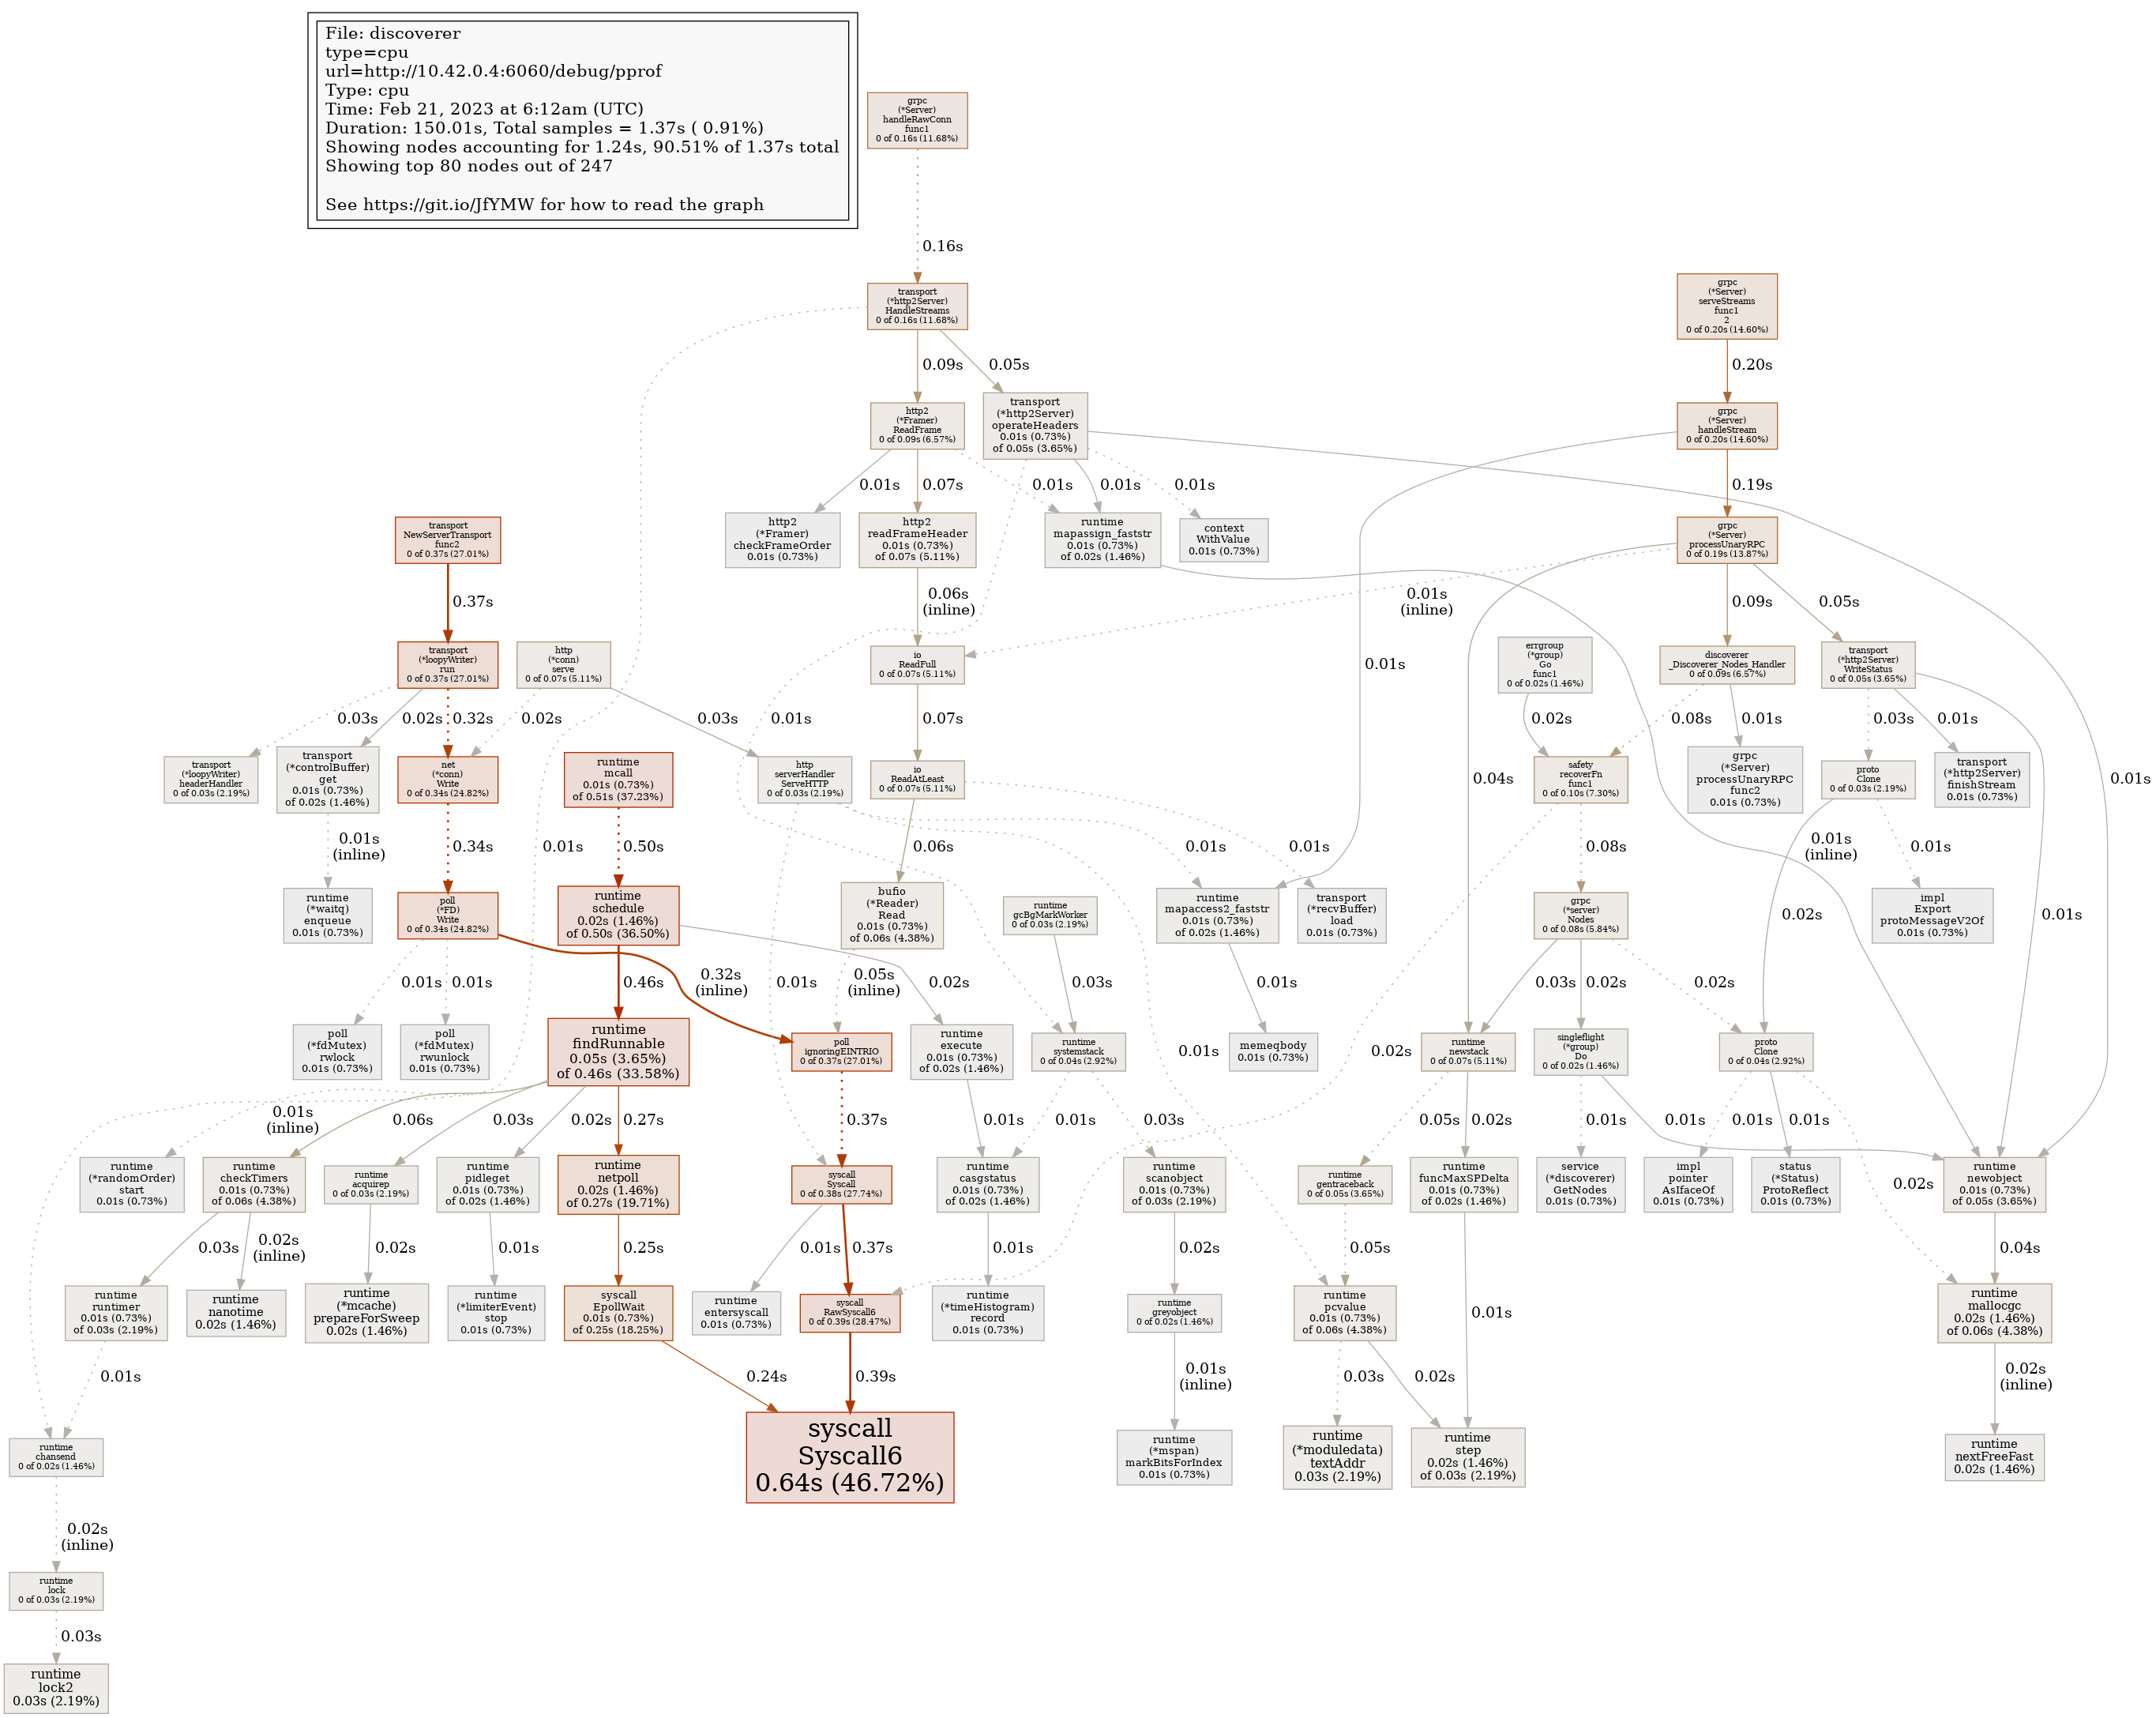 File: discoverer
type=cpu
url=http://10.42.0.4:6060/debug/pprof
Type: cpu
Time: Feb 21, 2023 at 6:12am (UTC)
Duration: 150.01s, Total samples = 1.37s ( 0.91%)
Showing nodes accounting for 1.24s, 90.51% of 1.37s total
Showing top 80 nodes out of 247
See https://git.io/JfYMW for how to read the graph
grpc
(*Server)
handleRawConn
func1
0 of 0.16s (11.68%)
0.16s
transport
(*http2Server)
HandleStreams
0 of 0.16s (11.68%)
grpc
(*Server)
serveStreams
func1
2
0 of 0.20s (14.60%)
0.09s
0.05s
0.20s
http2
(*Framer)
ReadFrame
0 of 0.09s (6.57%)
transport
(*http2Server)
operateHeaders
0.01s (0.73%)
of 0.05s (3.65%)
grpc
(*Server)
handleStream
0 of 0.20s (14.60%)
0.01s
0.07s
0.01s
0.01s
0.01s
0.19s
transport
NewServerTransport
func2
0 of 0.37s (27.01%)
http2
(*Framer)
checkFrameOrder
0.01s (0.73%)
http2
readFrameHeader
0.01s (0.73%)
of 0.07s (5.11%)
runtime
mapassign_faststr
0.01s (0.73%)
of 0.02s (1.46%)
context
WithValue
0.01s (0.73%)
grpc
(*Server)
processUnaryRPC
0 of 0.19s (13.87%)
0.37s
0.06s
(inline)
0.01s
(inline)
0.09s
0.05s
transport
(*loopyWriter)
run
0 of 0.37s (27.01%)
http
(*conn)
serve
0 of 0.07s (5.11%)
io
ReadFull
0 of 0.07s (5.11%)
0.01s
errgroup
(*group)
Go
func1
0 of 0.02s (1.46%)
discoverer
_Discoverer_Nodes_Handler
0 of 0.09s (6.57%)
transport
(*http2Server)
WriteStatus
0 of 0.05s (3.65%)
0.03s
0.02s
0.32s
0.02s
0.03s
0.01s
0.07s
0.02s
0.08s
0.01s
0.03s
0.01s
transport
(*loopyWriter)
headerHandler
0 of 0.03s (2.19%)
transport
(*controlBuffer)
get
0.01s (0.73%)
of 0.02s (1.46%)
net
(*conn)
Write
0 of 0.34s (24.82%)
runtime
mcall
0.01s (0.73%)
of 0.51s (37.23%)
http
serverHandler
ServeHTTP
0 of 0.03s (2.19%)
io
ReadAtLeast
0 of 0.07s (5.11%)
0.04s
safety
recoverFn
func1
0 of 0.10s (7.30%)
grpc
(*Server)
processUnaryRPC
func2
0.01s (0.73%)
proto
Clone
0 of 0.03s (2.19%)
transport
(*http2Server)
finishStream
0.01s (0.73%)
0.01s
0.01s
(inline)
0.34s
0.50s
0.01s
0.06s
0.01s
0.01s
0.08s
0.01s
(inline)
0.01s
runtime
(*waitq)
enqueue
0.01s (0.73%)
poll
(*FD)
Write
0 of 0.34s (24.82%)
runtime
schedule
0.02s (1.46%)
of 0.50s (36.50%)
bufio
(*Reader)
Read
0.01s (0.73%)
of 0.06s (4.38%)
runtime
gcBgMarkWorker
0 of 0.03s (2.19%)
runtime
mapaccess2_faststr
0.01s (0.73%)
of 0.02s (1.46%)
transport
(*recvBuffer)
load
0.01s (0.73%)
grpc
(*server)
Nodes
0 of 0.08s (5.84%)
0.02s
impl
Export
protoMessageV2Of
0.01s (0.73%)
0.01s
0.01s
0.01s
0.46s
0.32s
(inline)
0.01s
0.05s
(inline)
0.02s
0.03s
0.01s
0.03s
0.02s
0.02s
poll
(*fdMutex)
rwlock
0.01s (0.73%)
poll
(*fdMutex)
rwunlock
0.01s (0.73%)
runtime
findRunnable
0.05s (3.65%)
of 0.46s (33.58%)
poll
ignoringEINTRIO
0 of 0.37s (27.01%)
runtime
execute
0.01s (0.73%)
of 0.02s (1.46%)
runtime
systemstack
0 of 0.04s (2.92%)
0.01s
memeqbody
0.01s (0.73%)
0.02s
runtime
newstack
0 of 0.07s (5.11%)
singleflight
(*group)
Do
0 of 0.02s (1.46%)
proto
Clone
0 of 0.04s (2.92%)
0.01s
(inline)
0.06s
0.03s
0.02s
0.27s
0.37s
0.01s
0.01s
0.03s
0.05s
0.02s
0.01s
0.01s
0.01s
0.01s
runtime
(*randomOrder)
start
0.01s (0.73%)
runtime
checkTimers
0.01s (0.73%)
of 0.06s (4.38%)
runtime
acquirep
0 of 0.03s (2.19%)
runtime
pidleget
0.01s (0.73%)
of 0.02s (1.46%)
runtime
netpoll
0.02s (1.46%)
of 0.27s (19.71%)
syscall
Syscall
0 of 0.38s (27.74%)
runtime
casgstatus
0.01s (0.73%)
of 0.02s (1.46%)
runtime
scanobject
0.01s (0.73%)
of 0.03s (2.19%)
runtime
gentraceback
0 of 0.05s (3.65%)
runtime
funcMaxSPDelta
0.01s (0.73%)
of 0.02s (1.46%)
service
(*discoverer)
GetNodes
0.01s (0.73%)
impl
pointer
AsIfaceOf
0.01s (0.73%)
status
(*Status)
ProtoReflect
0.01s (0.73%)
0.02s
runtime
newobject
0.01s (0.73%)
of 0.05s (3.65%)
0.03s
0.02s
(inline)
0.02s
0.01s
0.25s
0.01s
0.37s
0.01s
0.02s
0.05s
0.04s
runtime
runtimer
0.01s (0.73%)
of 0.03s (2.19%)
runtime
nanotime
0.02s (1.46%)
runtime
(*mcache)
prepareForSweep
0.02s (1.46%)
runtime
(*limiterEvent)
stop
0.01s (0.73%)
syscall
EpollWait
0.01s (0.73%)
of 0.25s (18.25%)
runtime
entersyscall
0.01s (0.73%)
syscall
RawSyscall6
0 of 0.39s (28.47%)
runtime
(*timeHistogram)
record
0.01s (0.73%)
runtime
greyobject
0 of 0.02s (1.46%)
runtime
pcvalue
0.01s (0.73%)
of 0.06s (4.38%)
0.01s
runtime
mallocgc
0.02s (1.46%)
of 0.06s (4.38%)
0.01s
0.24s
0.39s
0.01s
(inline)
0.03s
0.02s
0.02s
(inline)
runtime
chansend
0 of 0.02s (1.46%)
syscall
Syscall6
0.64s (46.72%)
runtime
(*mspan)
markBitsForIndex
0.01s (0.73%)
runtime
(*moduledata)
textAddr
0.03s (2.19%)
runtime
step
0.02s (1.46%)
of 0.03s (2.19%)
runtime
nextFreeFast
0.02s (1.46%)
0.02s
(inline)
runtime
lock
0 of 0.03s (2.19%)
0.03s
runtime
lock2
0.03s (2.19%)